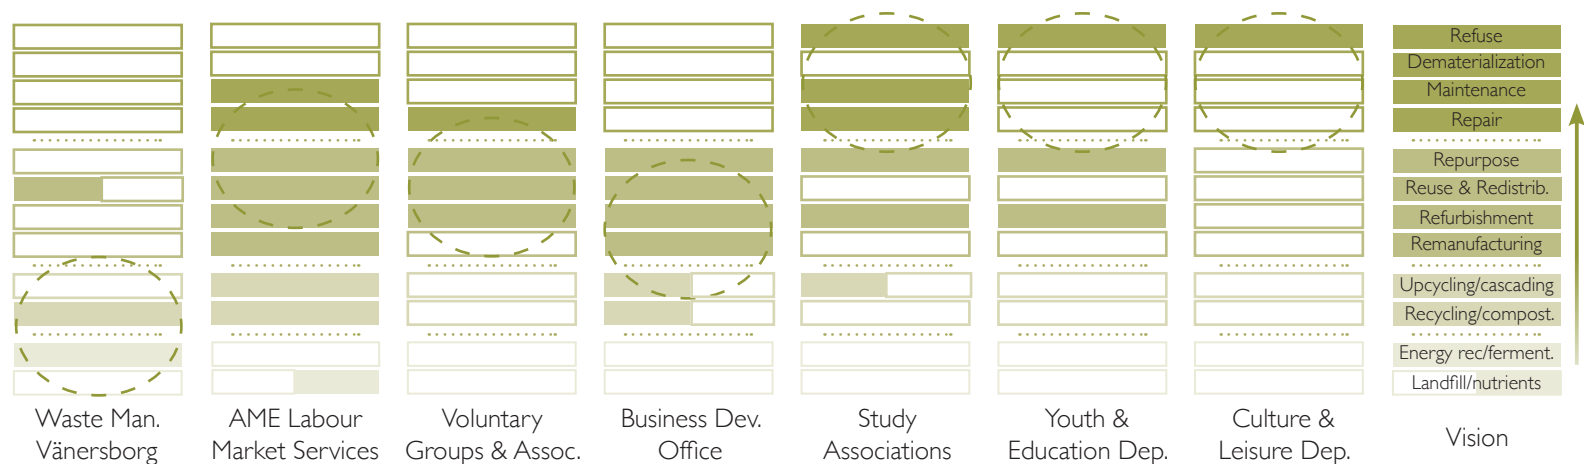 Refuse
Dematerialization
Maintenance
Repair
Repurpose
Reuse & Redistrib.
Refurbishment
Remanufacturing
Upcycling/cascading
Recycling/compost.
Energy rec/ferment.
Landfill/nutrients
Waste Man.
Vänersborg
AME Labour
Market Services
Voluntary
Groups & Assoc.
Business Dev.
Office
Study
Associations
Youth &
Education Dep.
Culture &
Leisure Dep.
Vision